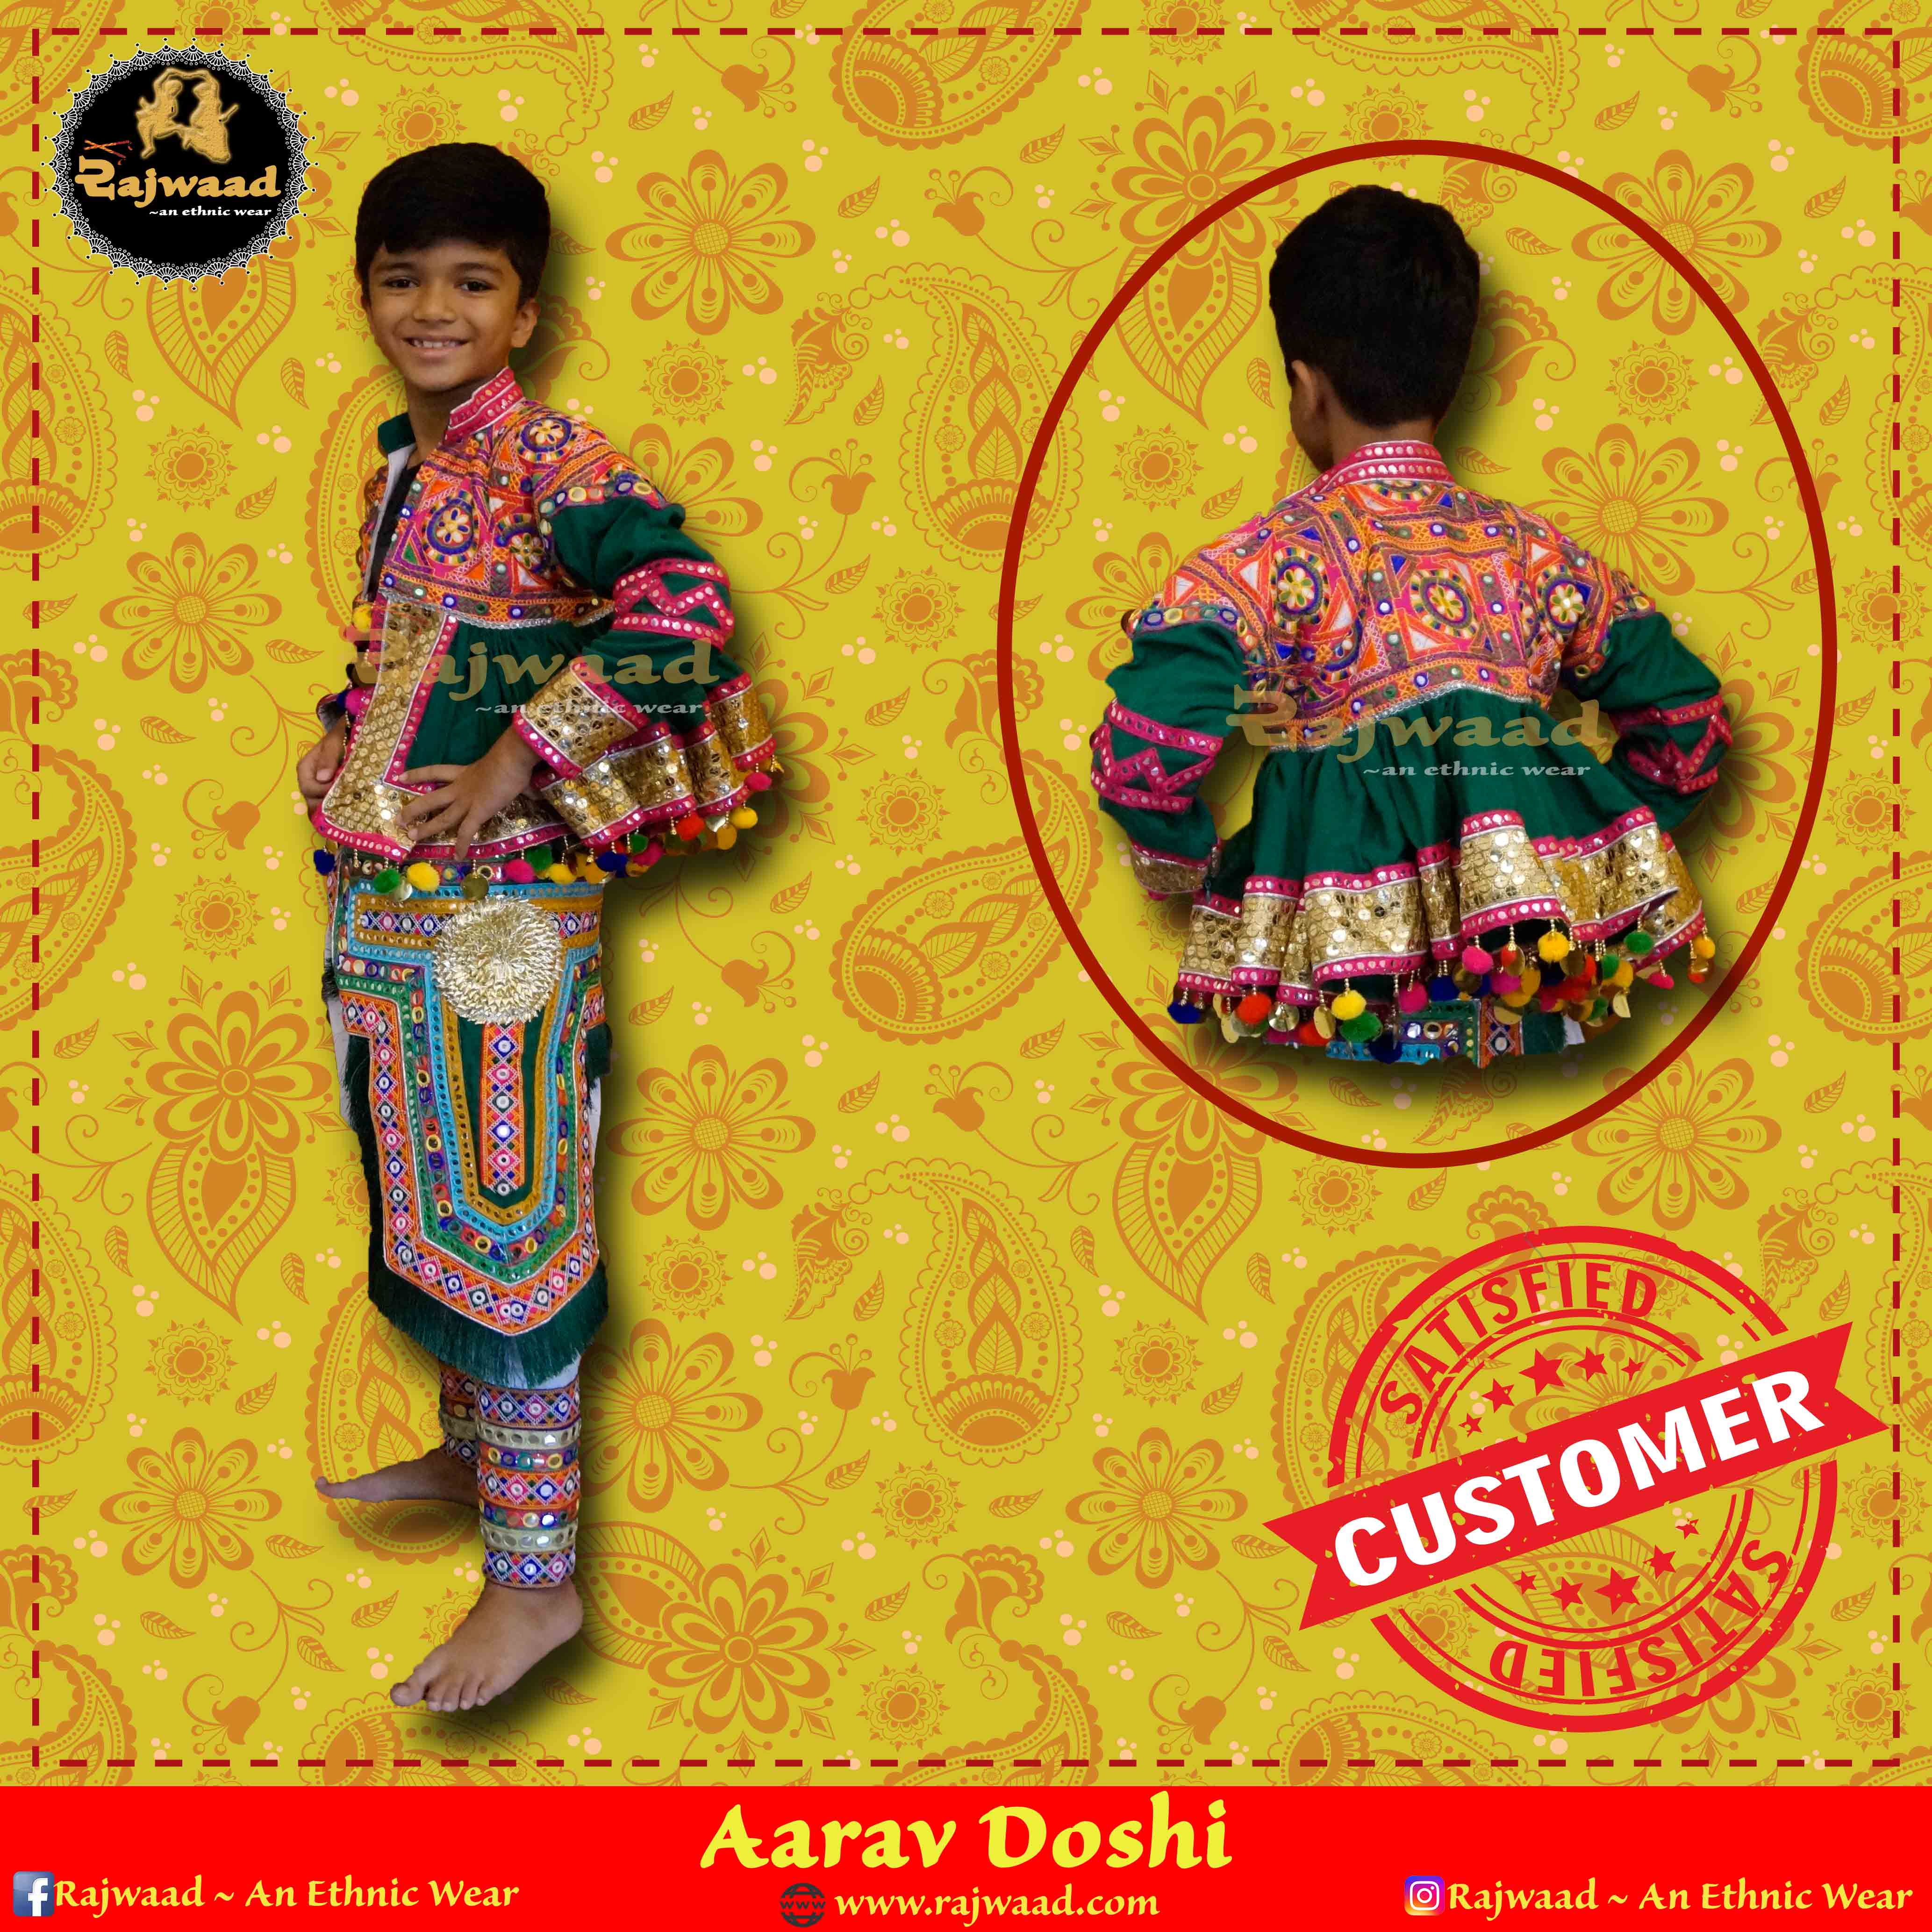 Rajwaad
~an ethnic wear
Rajwaad
~an ethnic wear
Rajwaad
~an ethnic wear
SATISFIED
CUSTOMER
SATISFIED
Aarav Doshi
Rajwaad ~ An Ethnic Wear
www
www.rajwaad.com
Rajwaad ~ An Ethnic Wear